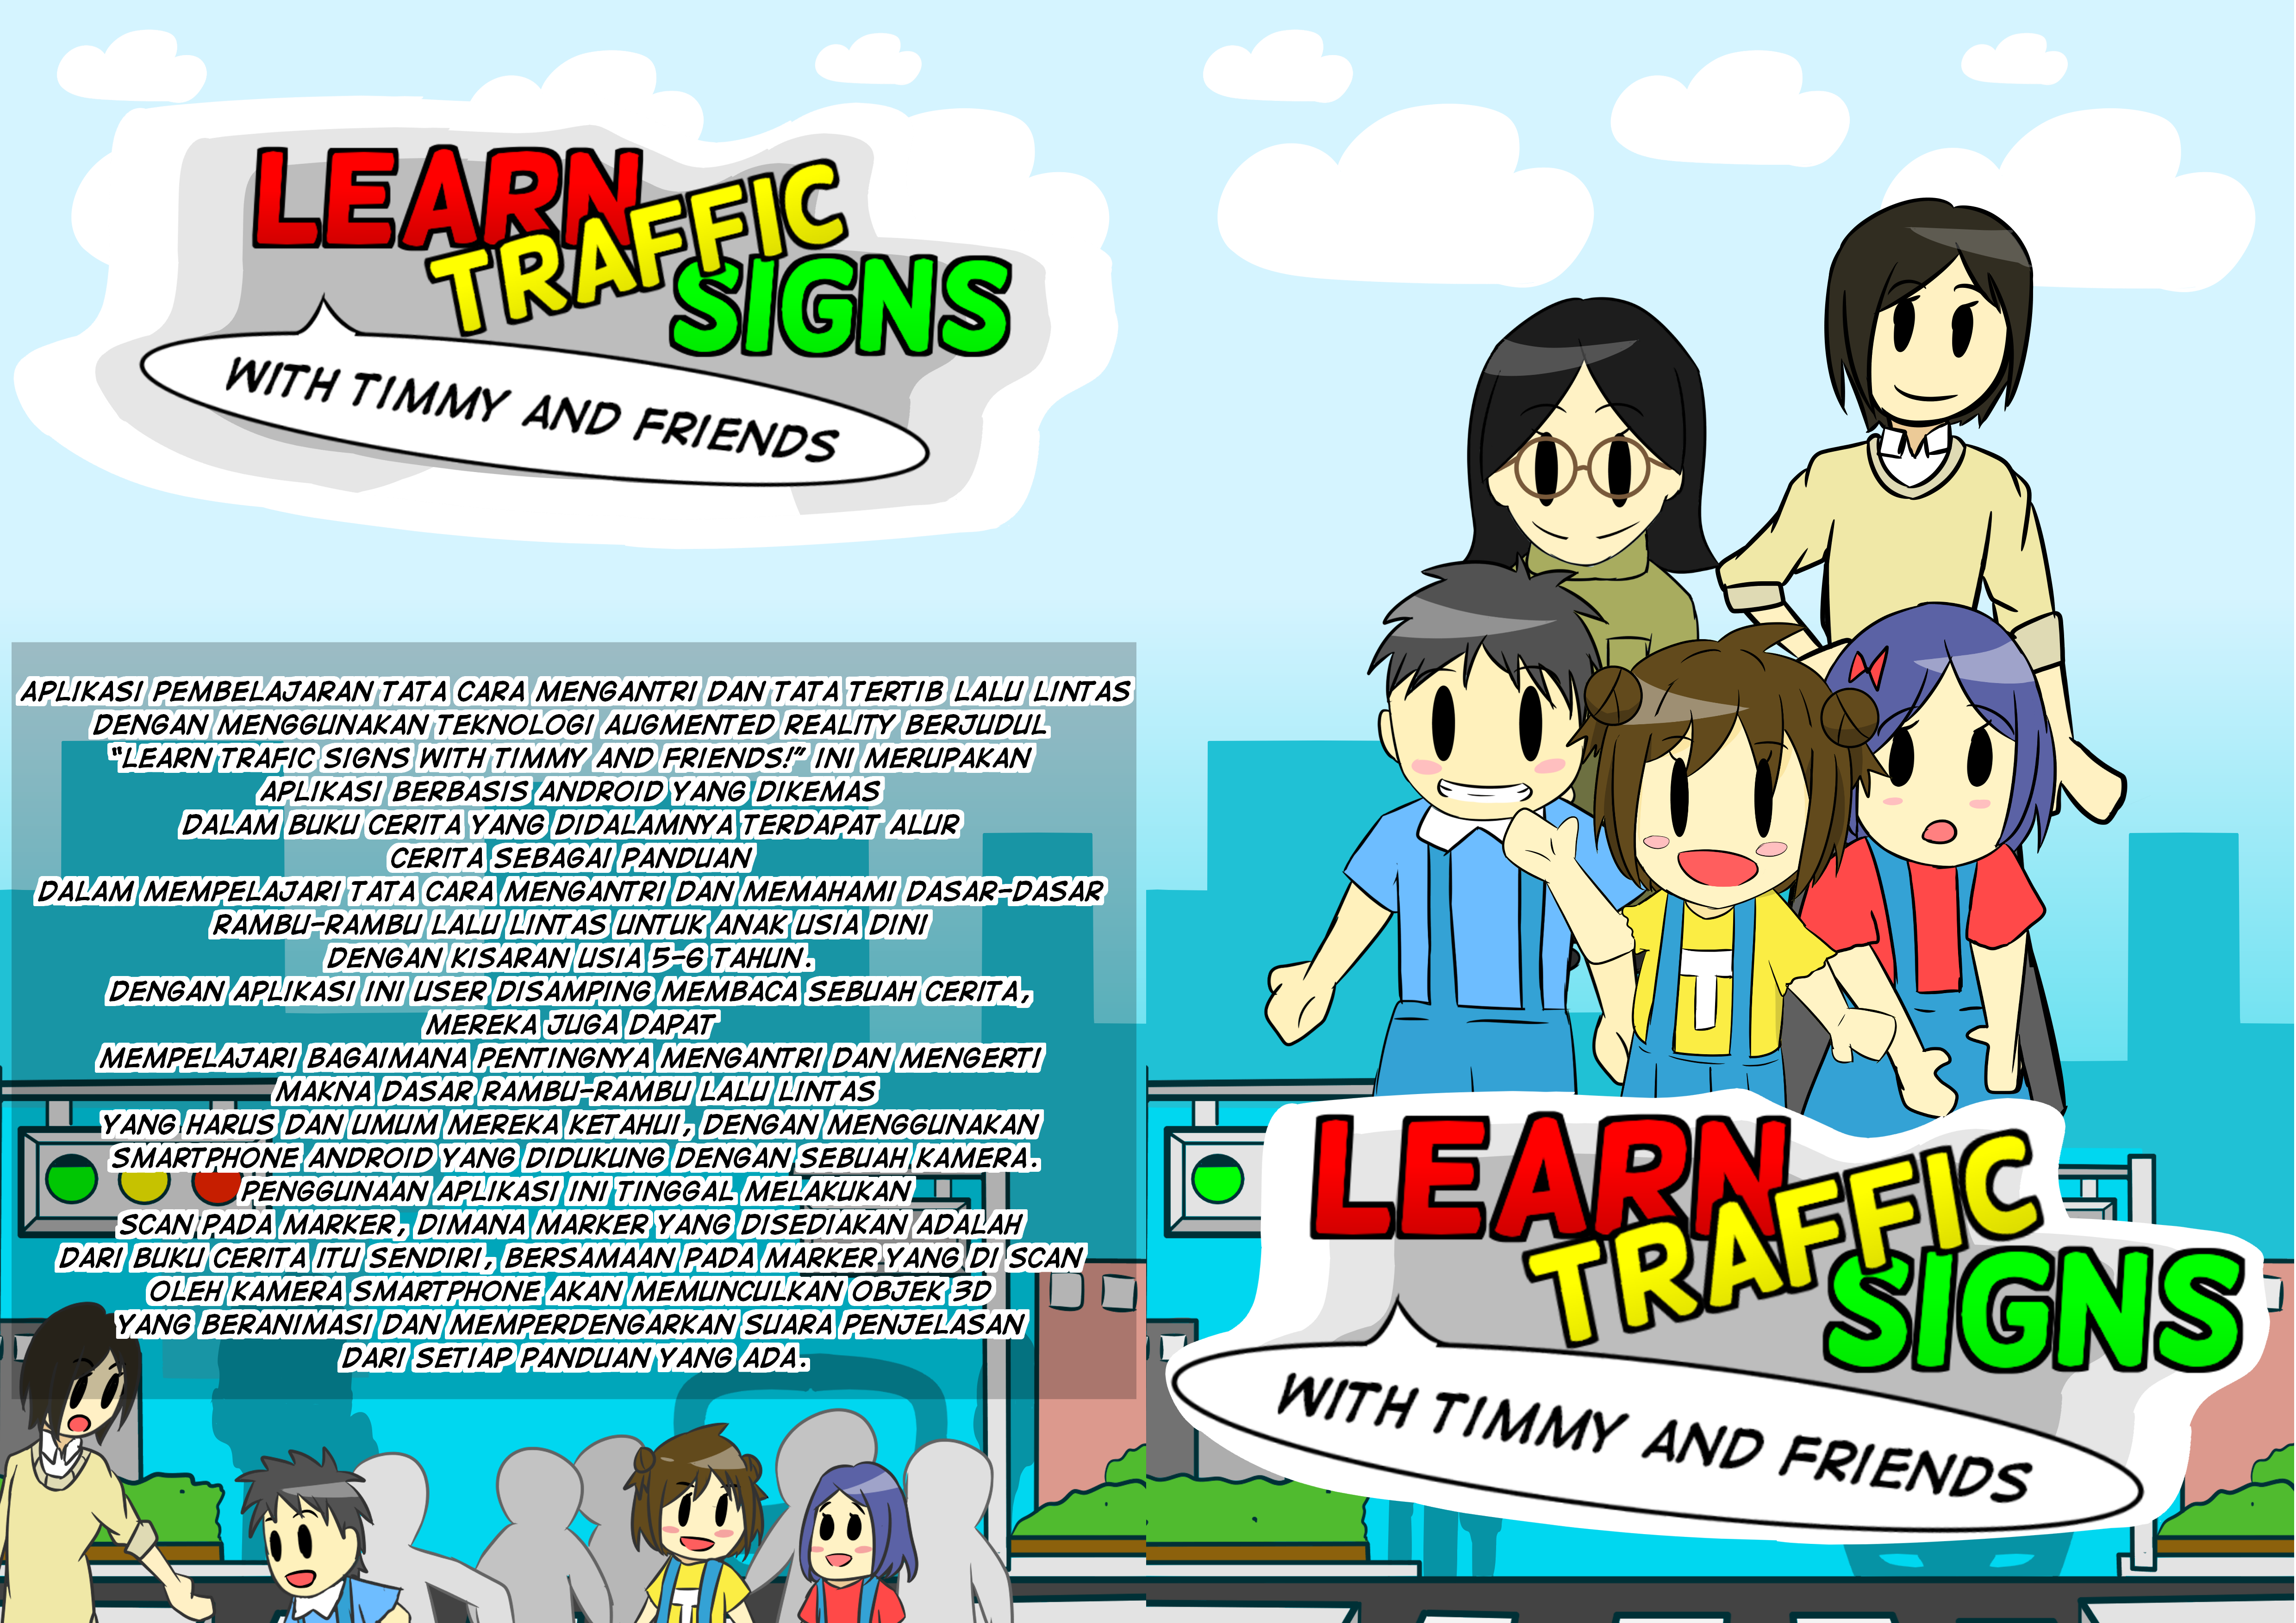 LEARN
TRAFFIC
SIGNS
WITH TIMMY AND FRIENDS
APLIKASI PEMBELAJARAN TATA CARA MENGANTRI DAN TATA TERTIB LALU LINTAS
DENGAN MENGGUNAKAN TEKNOLOGI AUGMENTED REALITY BERJUDUL
"LEARN TRAFIC SIGNS WITH TIMMY AND FRIENDS!" INI MERUPAKAN
APLIKASI BERBASIS ANDROID YANG DIKEMAS
DALAM BUKU CERITA YANG DIDALAMNYA TERDAPAT ALUR
CERITA SEBAGAI PANDUAN
DALAM MEMPELAJARI TATA CARA MENGANTRI DAN MEMAHAMI DASAR-DASAR
RAMBU-RAMBU LALU LINTAS UNTUK ANAK USIA DINI
DENGAN KISARAN USIA 5-6 TAHUN.
DENGAN APLIKASI INI USER DISAMPING MEMBACA SEBUAH CERITA,
MEREKA JUGA DAPAT
MEMPELAJARI BAGAIMANA PENTINGNYA MENGANTRI DAN MENGERTI
MAKNA DASAR RAMBU-RAMBU LALU LINTAS
YANG HARUS DAN UMUM MEREKA KETAHUI, DENGAN MENGGUNAKAN
SMARTPHONE ANDROID YANG DIDUKUNG DENGAN SEBUAH KAMERA.
PENGGUNAAN APLIKASI INI TINGGAL MELAKUKAN
SCAN PADA MARKER, DIMANA MARKER YANG DISEDIAKAN ADALAH
DARI BUKU CERITA ITU SENDIRI, BERSAMAAN PADA MARKER YANG DI SCAN
OLEH KAMERA SMARTPHONE AKAN MEMUNCULKAN OBJEK 3D
YANG BERANIMASI DAN MEMPERDENGARKAN SUARA PENJELASAN
DARI SETIAP PANDUAN YANG ADA.
T
T
LEARN
TRAFFIC
SIGNS
WITH TIMMY AND FRIENDS